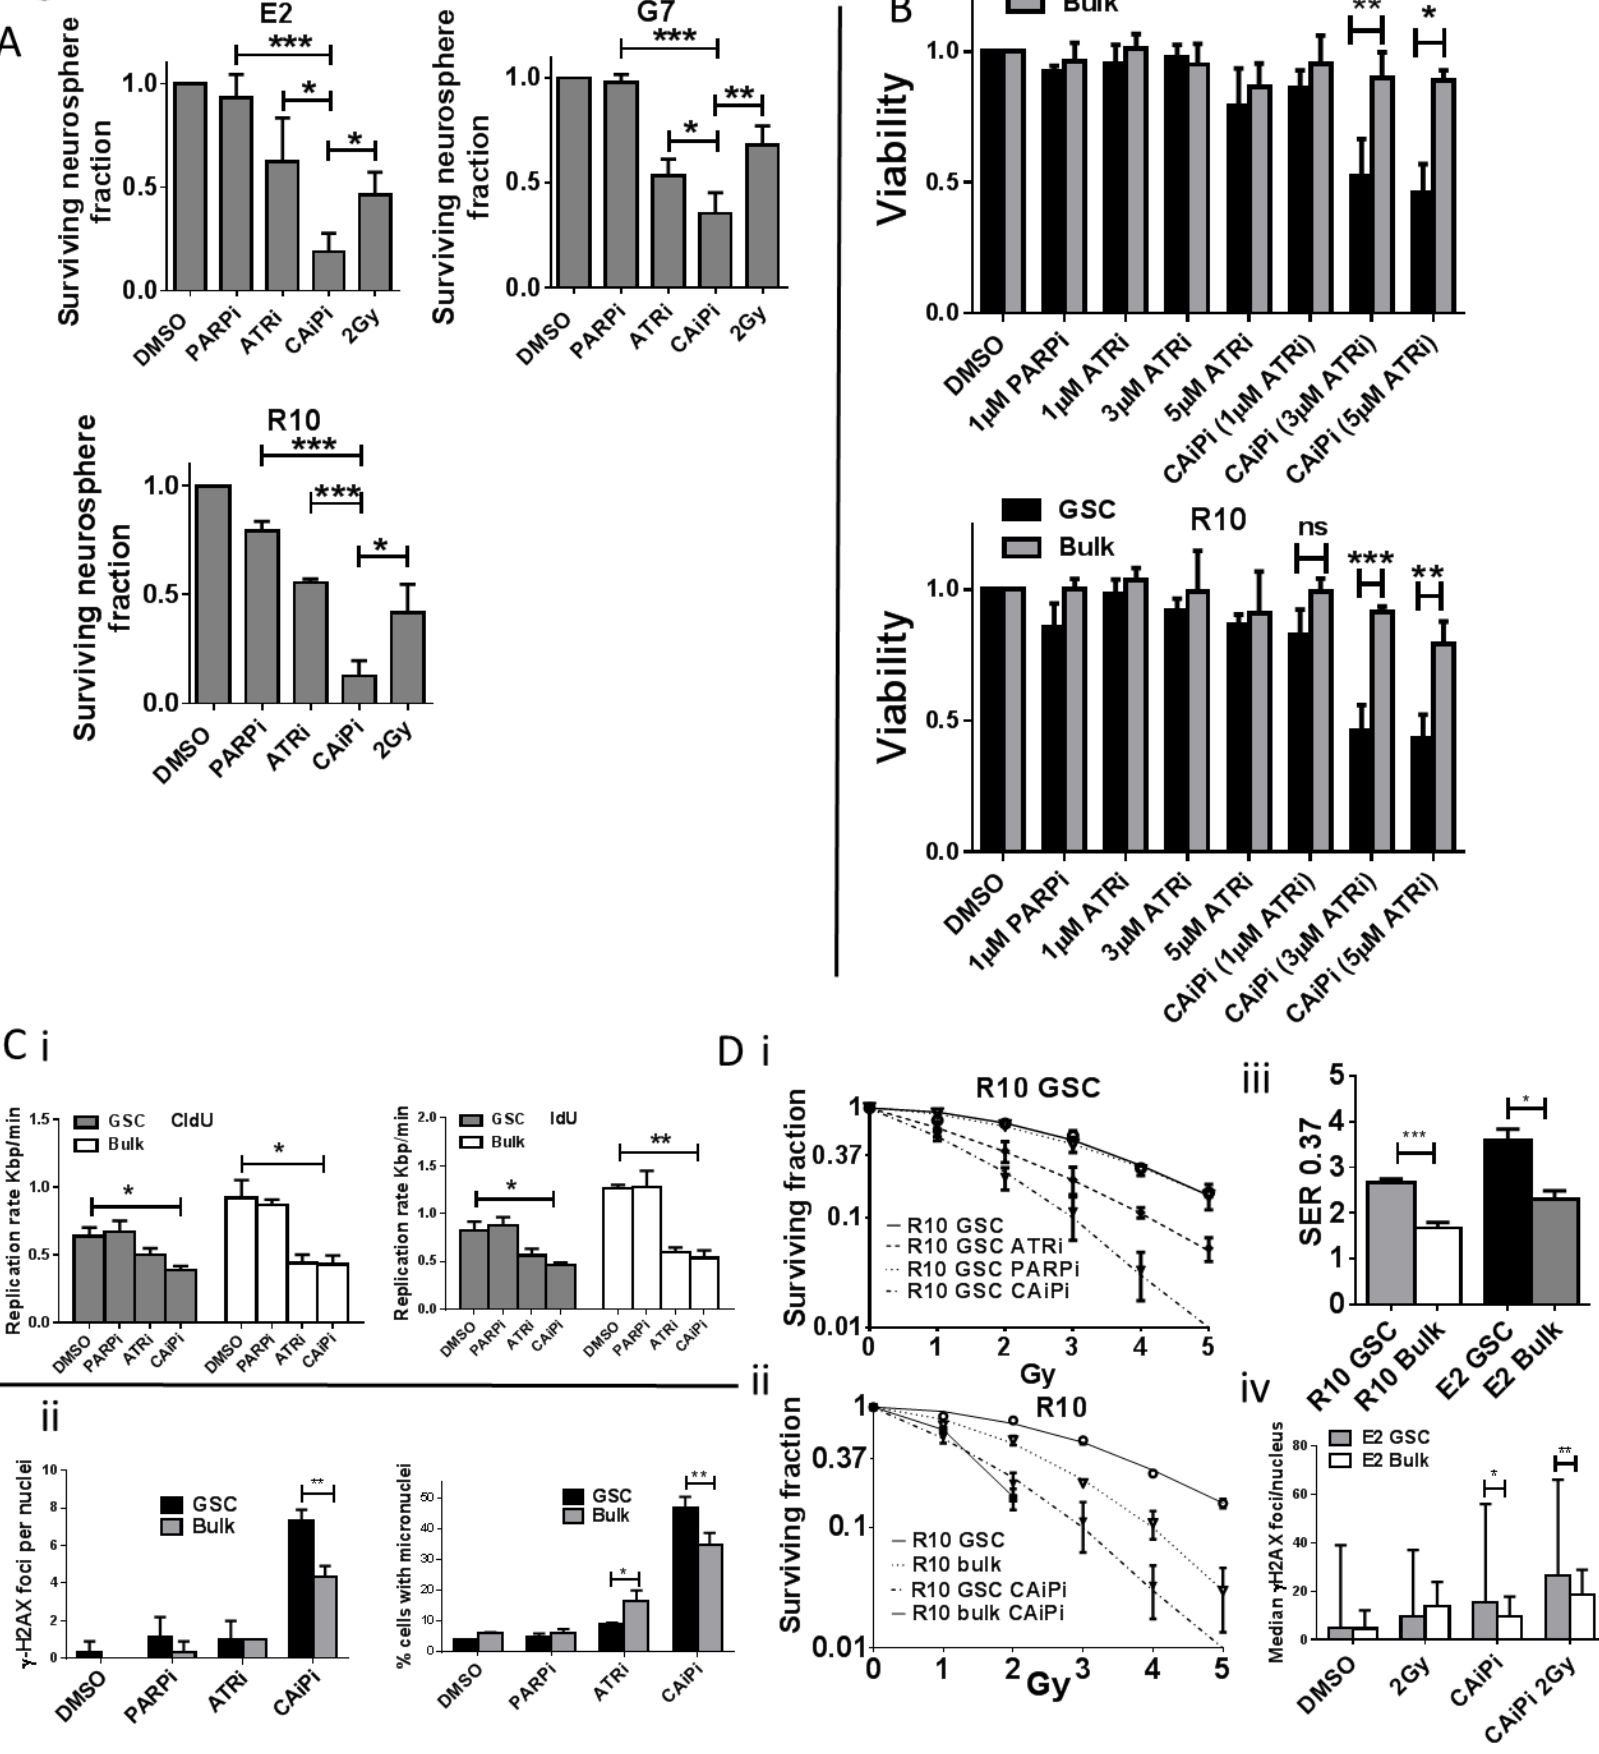 A
E2
Surviving neurosphere
fraction
1.0
0.5
0.0
***
*
*
DMSO
PARPi
ATRi
CAiPi
2Gy
G7
Surviving neurosphere
fraction
1.0
0.5
0.0
***
*
**
DMSO
PARPi
ATRi
CAiPi
2Gy
R10
Surviving neurosphere
fraction
1.0
0.5
0.0
***
***
*
DMSO
PARPi
ATRi
CAiPi
2Gy
B
Bulk
Viability
1.0
0.5
0.0
**
*
DMSO
1µM PARPi
1µM ATRi
3µM ATRi
5µM ATRi
CAiPi (1µM ATRi)
CAiPi (3µM ATRi)
CAiPi (5µM ATRi)
GSC
Bulk
R10
Viability
1.0
0.5
0.0
ns
***
**
DMSO
1µM PARPi
1µM ATRi
3µM ATRi
5µM ATRi
CAiPi (1µM ATRi)
CAiPi (3µM ATRi)
CAiPi (5µM ATRi)
C i
Replication rate Kbp/min
1.5
1.0
0.5
0.0
GSC CldU
Bulk
*
*
DMSO
PARPi
ATRi
CAiPi
DMSO
PARPi
ATRi
CAiPi
Replication rate Kbp/min
2.0
1.5
1.0
0.5
0.0
GSC IdU
Bulk
*
**
DMSO
PARPi
ATRi
CAiPi
DMSO
PARPi
ATRi
CAiPi
ii
γ-H2AX foci per nuclei
10
8
6
4
2
0
GSC
Bulk
**
DMSO
PARPi
ATRi
CAiPi
% cells with micronuclei
50
40
30
20
10
0
GSC
Bulk
*
**
DMSO
PARPi
ATRi
CAiPi
D i
R10 GSC
Surviving fraction
1
0.37
0.1
0.01
R10 GSC
R10 GSC ATRi
R10 GSC PARPi
R10 GSC CAiPi
0 1 2 3 4 5
Gy
ii
R10
Surviving fraction
1
0.37
0.1
0.01
R10 GSC
R10 bulk
R10 GSC CAiPi
R10 bulk CAiPi
0 1 2 3 4 5
Gy
iii
SER 0.37
5
4
3
2
1
0
***
*
R10 GSC
R10 Bulk
E2 GSC
E2 Bulk
iv
Median γH2AX foci/nucleus
80
60
40
20
0
E2 GSC
E2 Bulk
*
**
DMSO
2Gy
CAiPi
CAiPi 2Gy